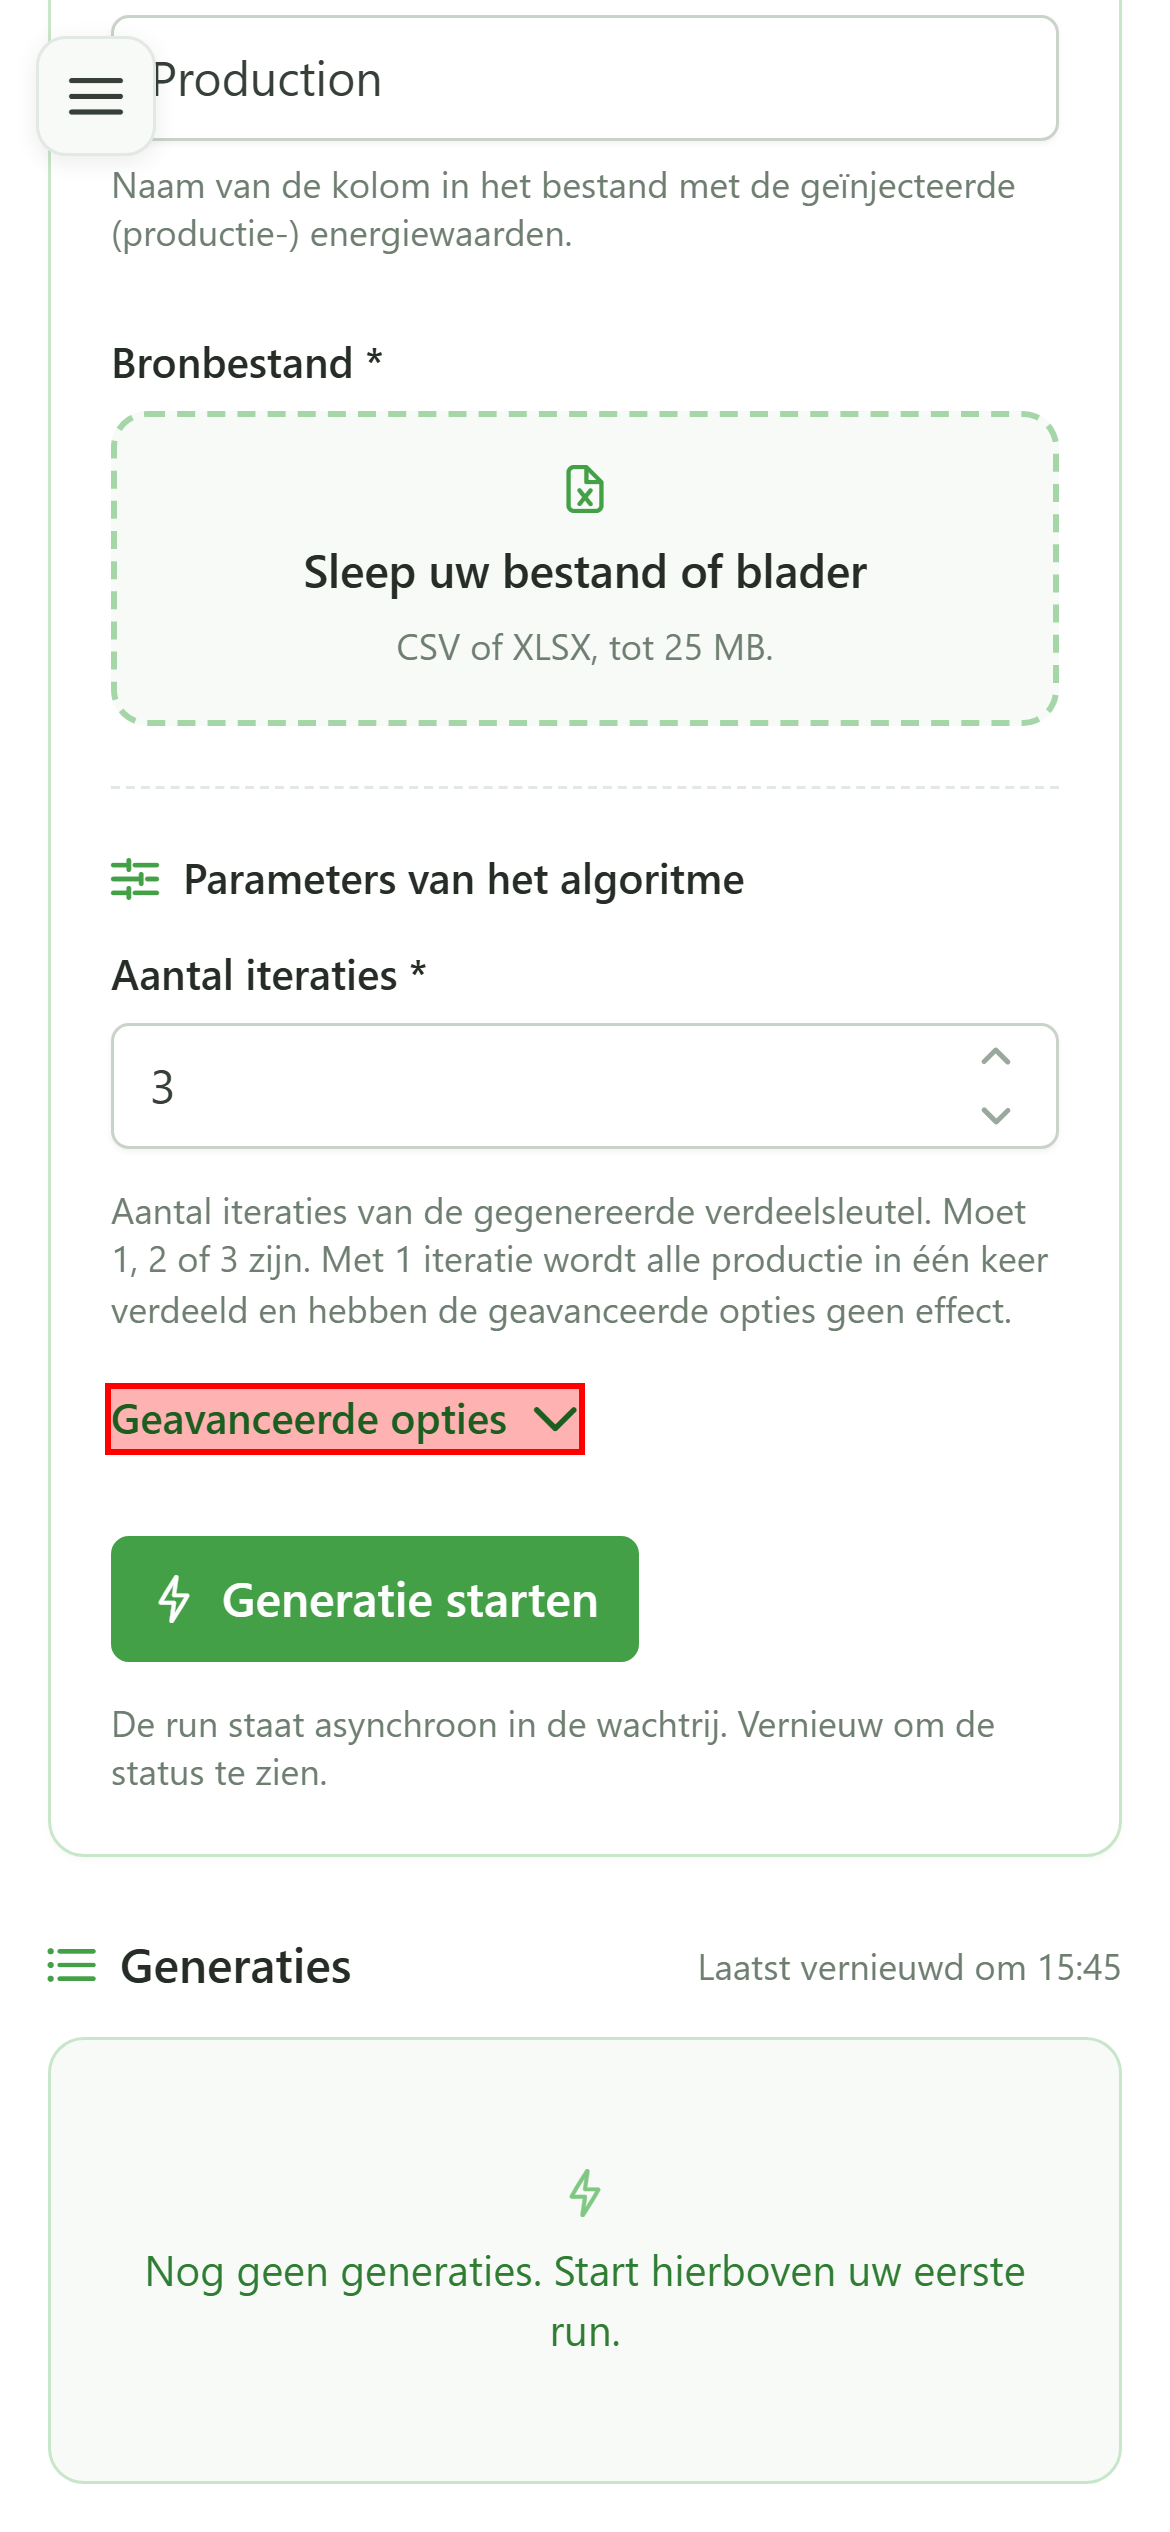 Production
Naam van de kolom in het bestand met de geïnjecteerde
(productie-) energiewaarden.
Bronbestand *
Sleep uw bestand of blader
CSV of XLSX, tot 25 MB.
Parameters van het algoritme
Aantal iteraties *
3
Aantal iteraties van de gegenereerde verdeelsleutel. Moet
1, 2 of 3 zijn. Met 1 iteratie wordt alle productie in één keer
verdeeld en hebben de geavanceerde opties geen effect.
Geavanceerde opties
Generatie starten
De run staat asynchroon in de wachtrij. Vernieuw om de
status te zien.
Generaties
Laatst vernieuwd om 15:45
Nog geen generaties. Start hierboven uw eerste
run.